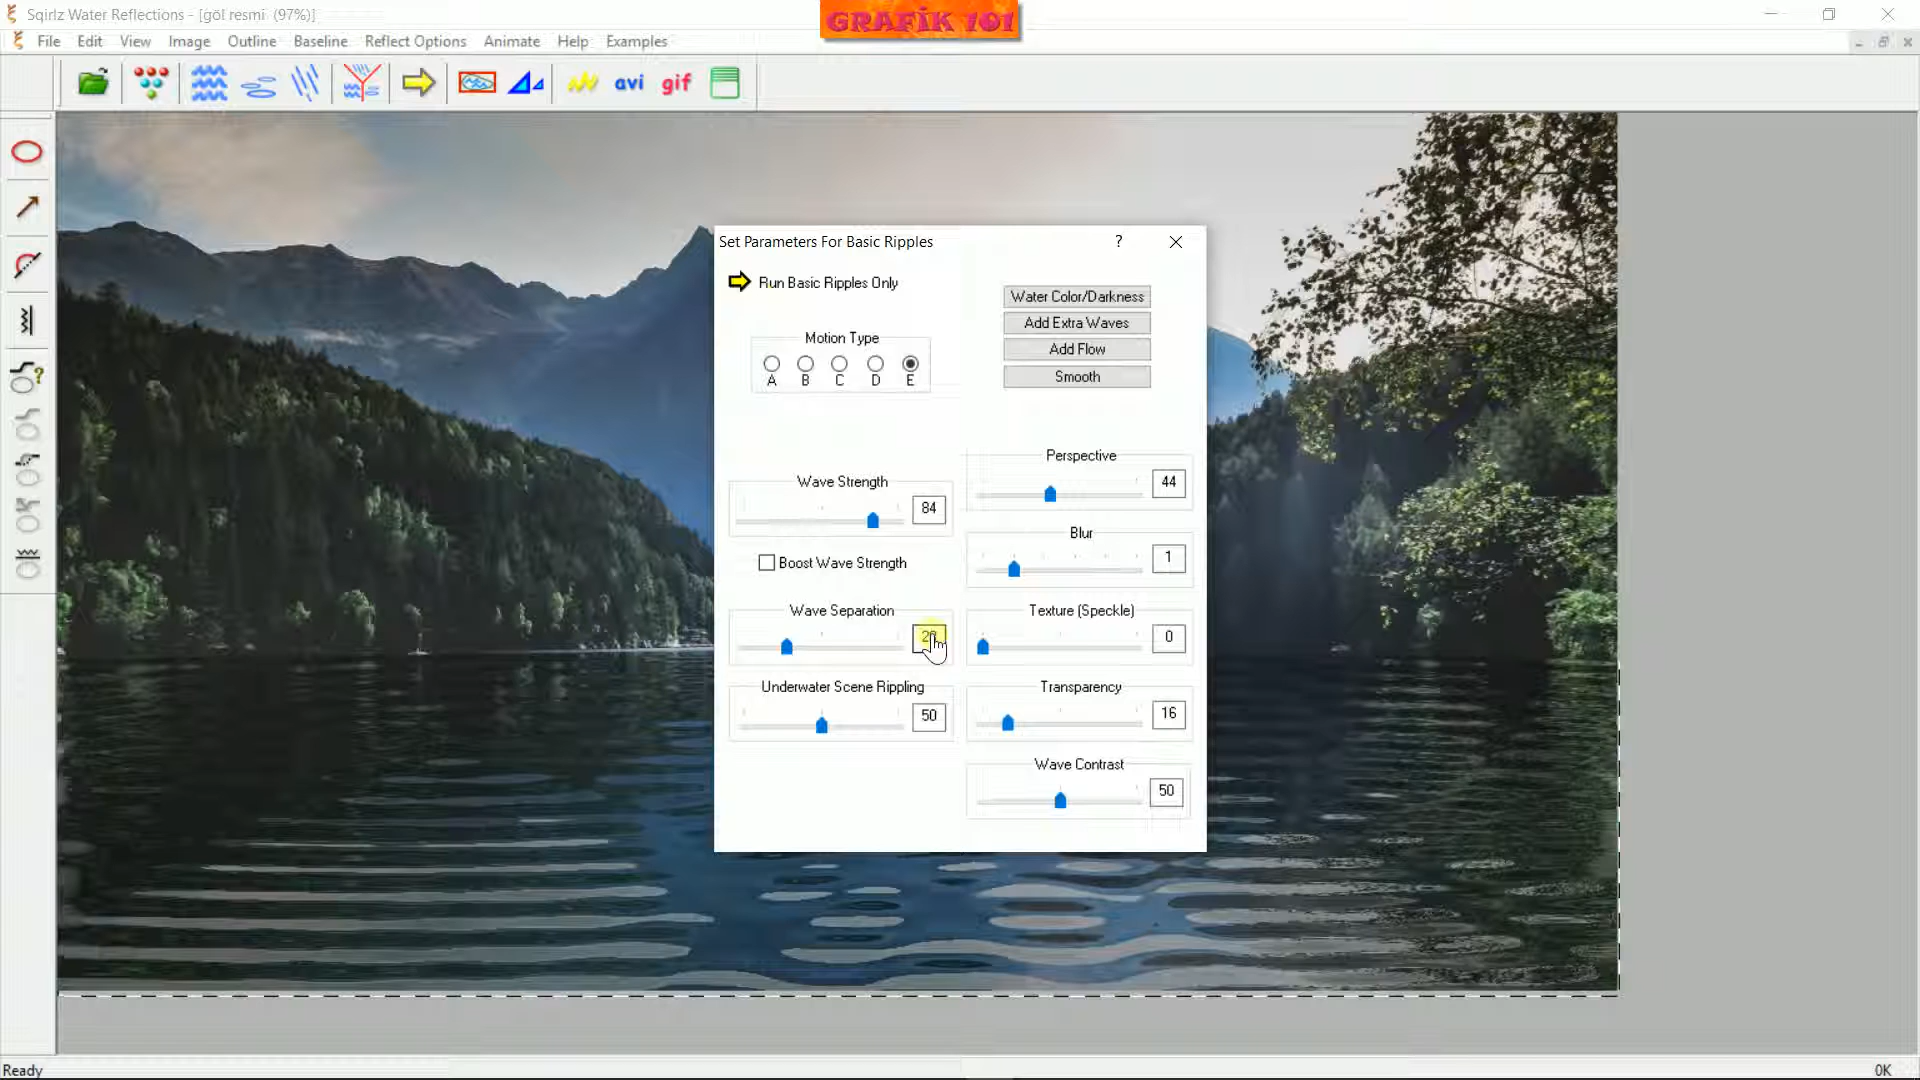 Sqirlz Water Reflections - [göl resmi (97%)]
GRAFİK 101
File Edit View Image Outline Baseline Reflect Options Animate Help Examples
avi gif
Set Parameters For Basic Ripples ?
Run Basic Ripples Only
Water Color/Darkness
Add Extra Waves
Add Flow
Smooth
Motion Type
A B C D E
Wave Strength
84
Boost Wave Strength
Wave Separation
Underwater Scene Rippling
50
Perspective
44
Blur
1
Texture (Speckle)
0
Transparency
16
Wave Contrast
50
Ready
0K